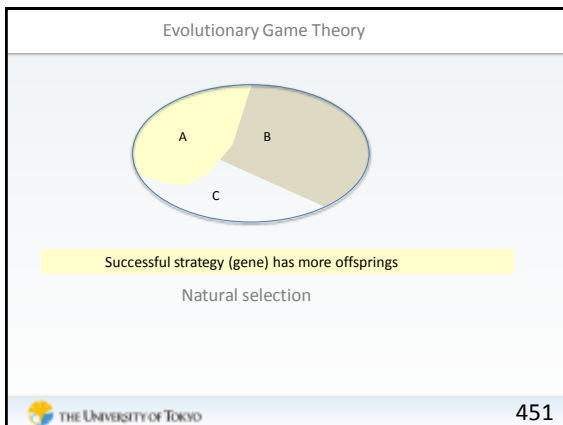 Evolutionary Game Theory
A B
C
Successful strategy (gene) has more offsprings
Natural selection
THE UNIVERSITY OF TOKYO 451